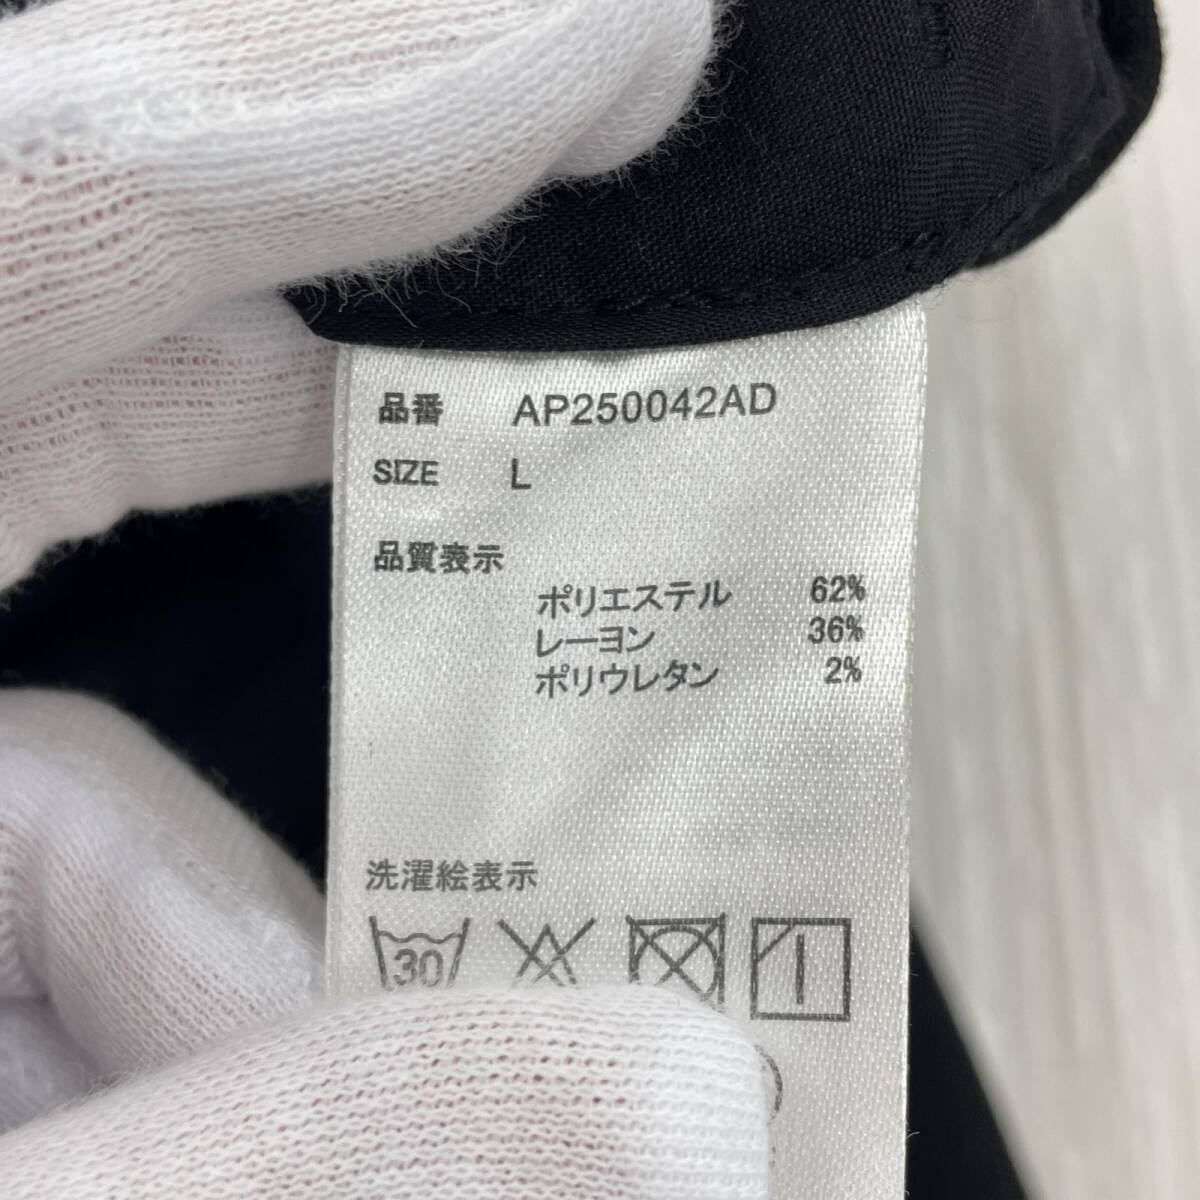 品番 AP250042AD
SIZE L
品質表示
ポリエステル 62%
レーヨン 36%
ポリウレタン 2%
洗濯絵表示
30